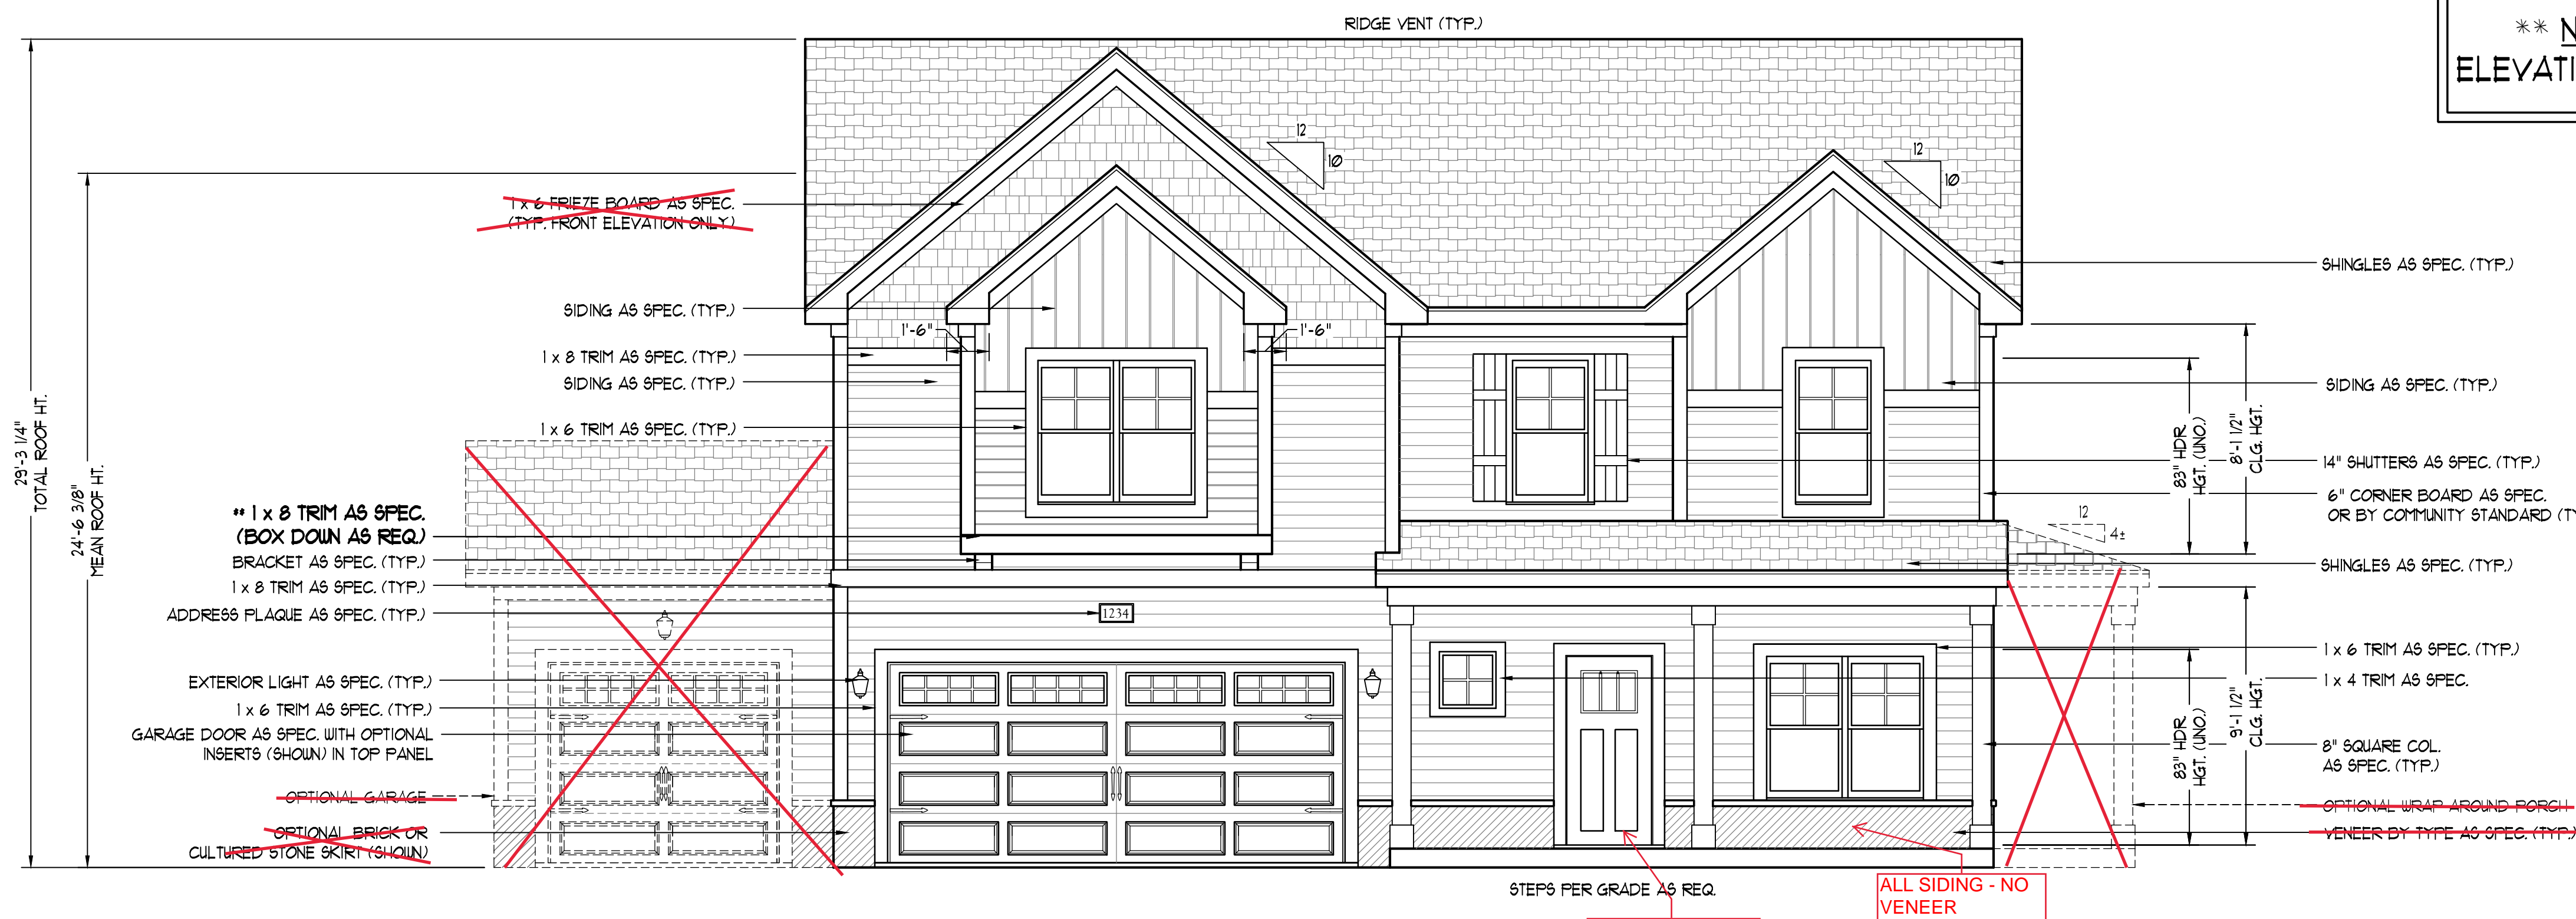 RIDGE VENT (TYP.)
** N
ELEVATI
12
10
12
10
29'-3 1/4"
TOTAL ROOF HT.
24'-6 3/8"
MEAN ROOF HT.
1 x 6 FRIEZE BOARD AS SPEC.
(TYP. FRONT ELEVATION ONLY)
SIDING AS SPEC. (TYP.)
1'-6"
1'-6"
1 x 8 TRIM AS SPEC. (TYP.)
SIDING AS SPEC. (TYP.)
1 x 6 TRIM AS SPEC. (TYP.)
** 1 x 8 TRIM AS SPEC.
(BOX DOWN AS REQ.)
BRACKET AS SPEC. (TYP.)
1 x 8 TRIM AS SPEC. (TYP.)
ADDRESS PLAQUE AS SPEC. (TYP.)
1234
EXTERIOR LIGHT AS SPEC. (TYP.)
1 x 6 TRIM AS SPEC. (TYP.)
GARAGE DOOR AS SPEC. WITH OPTIONAL
INSERTS (SHOWN) IN TOP PANEL
OPTIONAL GARAGE
OPTIONAL BRICK OR
CULTURED STONE SKIRT (SHOWN)
SHINGLES AS SPEC. (TYP.)
SIDING AS SPEC. (TYP.)
83" HDR
HGT. (UNO.)
8'-1 1/2"
CLG. HGT.
14" SHUTTERS AS SPEC. (TYP.)
6" CORNER BOARD AS SPEC.
OR BY COMMUNITY STANDARD (TY
12
4±
SHINGLES AS SPEC. (TYP.)
1 x 6 TRIM AS SPEC. (TYP.)
1 x 4 TRIM AS SPEC.
83" HDR
HGT. (UNO.)
9'-1 1/2"
CLG. HGT.
8" SQUARE COL.
AS SPEC. (TYP.)
OPTIONAL WRAP AROUND PORCH
VENEER BY TYPE AS SPEC. (TYP.)
STEPS PER GRADE AS REQ.
ALL SIDING - NO
VENEER